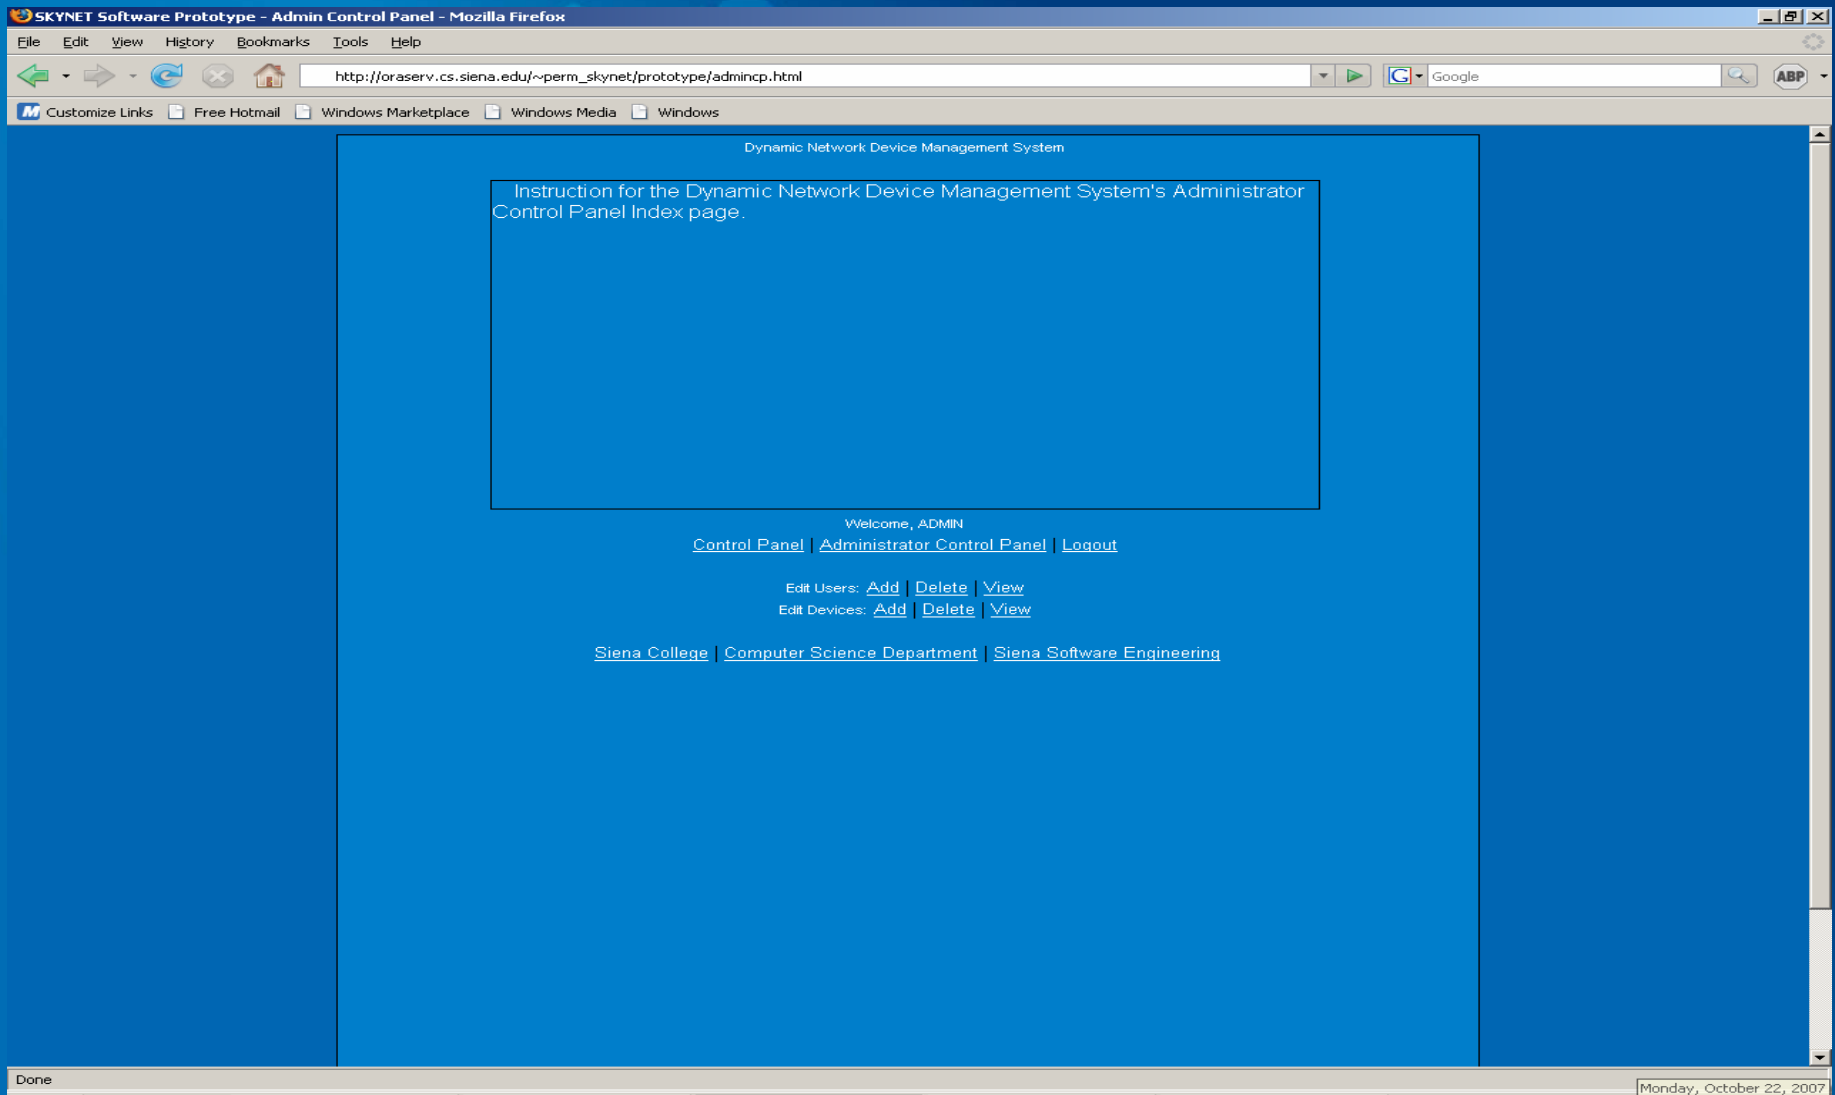 SKYNET Software Prototype - Admin Control Panel - Mozilla Firefox
File Edit View History Bookmarks Tools Help
http://oraserv.cs.siena.edu/~perm_skynet/prototype/admincp.html G Google ABP
M Customize Links Free Hotmail Windows Marketplace Windows Media Windows
Dynamic Network Device Management System
Instruction for the Dynamic Network Device Management System's Administrator
Control Panel Index page.
Welcome, ADMIN
Control Panel | Administrator Control Panel | Logout
Edit Users: Add | Delete | View
Edit Devices: Add | Delete | View
Siena College | Computer Science Department | Siena Software Engineering
Done
Monday, October 22, 2007